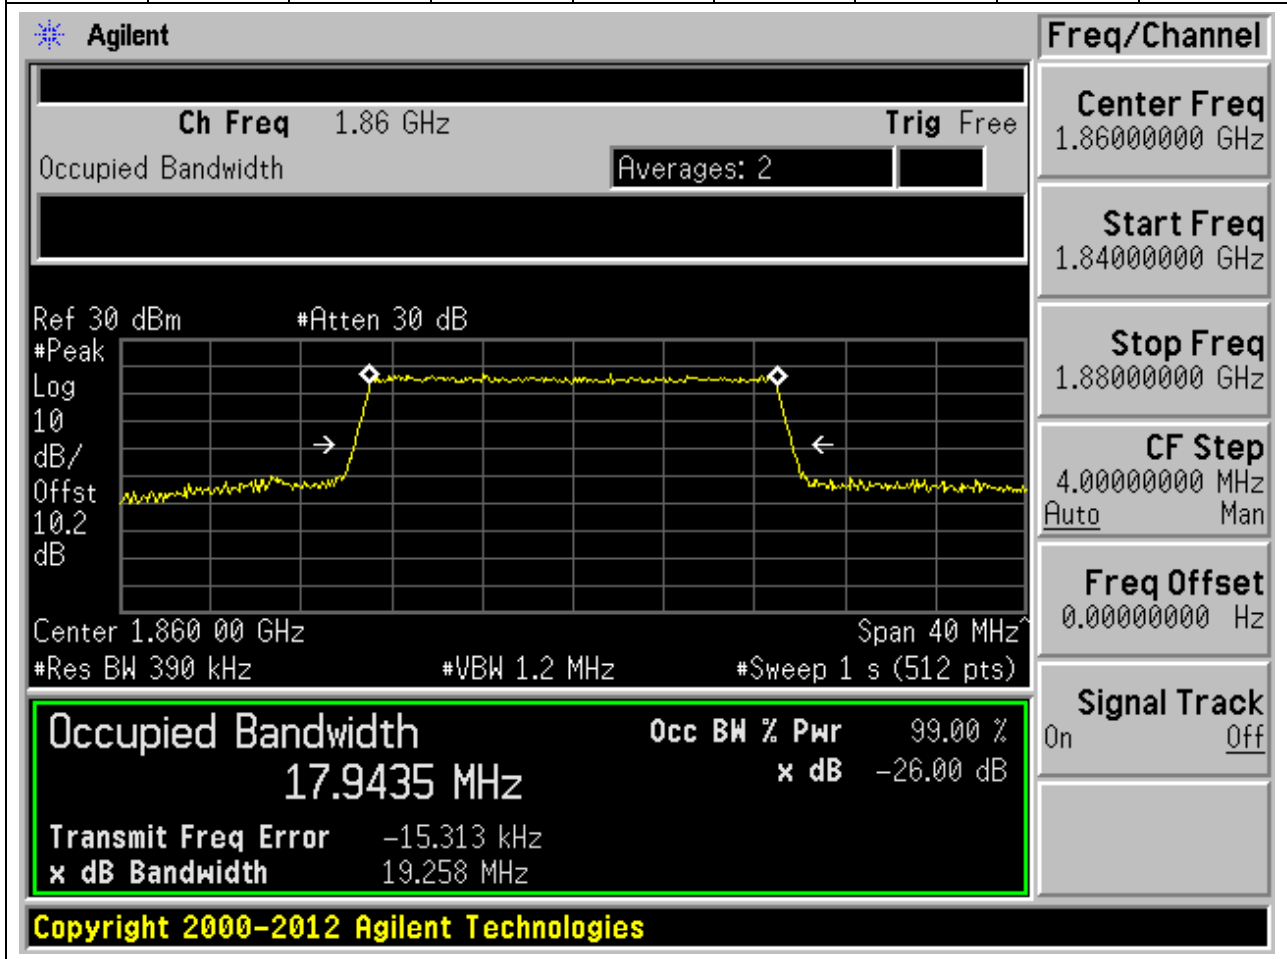 Agilent
Freq/Channel
Ch Freq 1.86 GHz Trig Free
Occupied Bandwidth Averages: 2
Center Freq
1.86000000 GHz
Start Freq
1.84000000 GHz
Stop Freq
1.88000000 GHz
CF Step
4.00000000 MHz
Auto Man
Freq Offset
0.00000000 Hz
Signal Track
On Off
Ref 30 dBm #Atten 30 dB
#Peak
Log
10
dB/
Offst
10.2
dB
Center 1.860 00 GHz Span 40 MHz^
#Res BW 390 kHz #VBW 1.2 MHz #Sweep 1 s (512 pts)
Occupied Bandwidth Occ BW % Pwr 99.00 %
17.9435 MHz x dB -26.00 dB
Transmit Freq Error -15.313 kHz
x dB Bandwidth 19.258 MHz
Copyright 2000-2012 Agilent Technologies